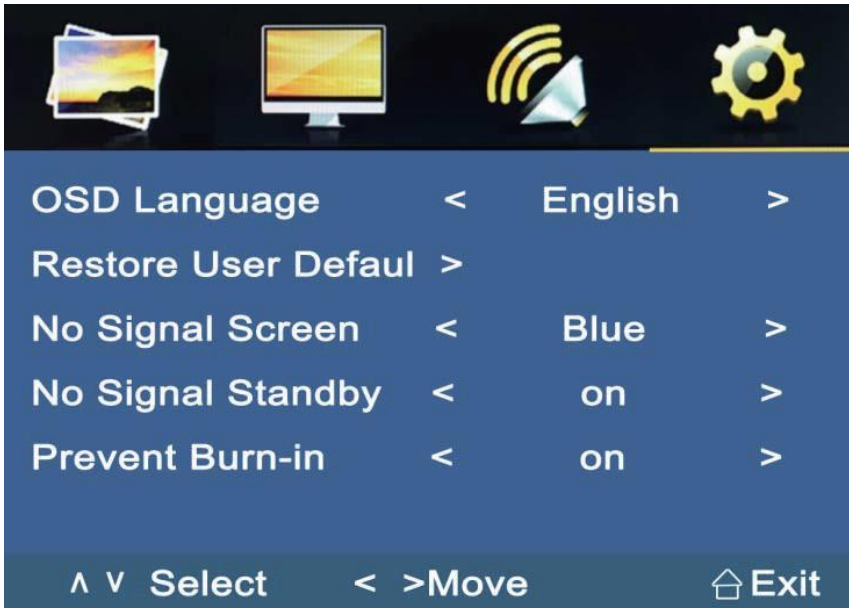 OSD Language < English >
Restore User Defaul >
No Signal Screen < Blue >
No Signal Standby < on >
Prevent Burn-in < on >
∧ ∨ Select < >Move Exit